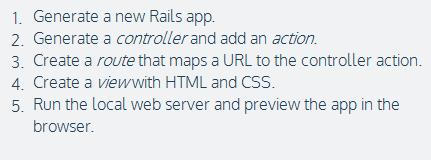 1. Generate a new Rails app.
2. Generate a controller and add an action.
3. Create a route that maps a URL to the controller action.
4. Create a view with HTML and CSS.
5. Run the local web server and preview the app in the
browser.